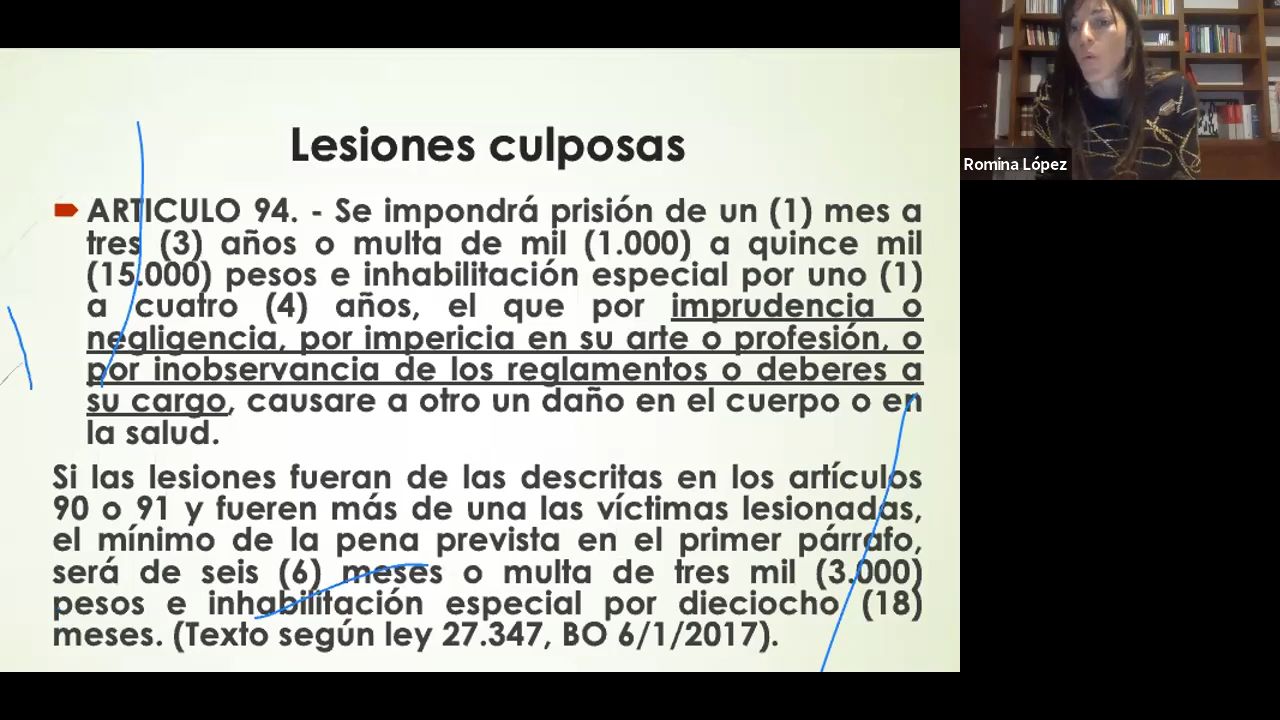 Lesiones culposas
ARTICULO 94. - Se impondrá prisión de un (1) mes a
tres (3) años o multa de mil (1.000) a quince mil
(15.000) pesos e inhabilitación especial por uno (1)
a cuatro (4) años, el que por imprudencia o
negligencia, por impericia en su arte o profesión, o
por inobservancia de los reglamentos o deberes a
su cargo, causare a otro un daño en el cuerpo o en
la salud.
Si las lesiones fueran de las descritas en los artículos
90 o 91 y fueren más de una las víctimas lesionadas,
el mínimo de la pena prevista en el primer párrafo,
será de seis (6) meses o multa de tres mil (3.000)
pesos e inhabilitación especial por dieciocho (18)
meses. (Texto según ley 27.347, BO 6/1/2017).
Romina López